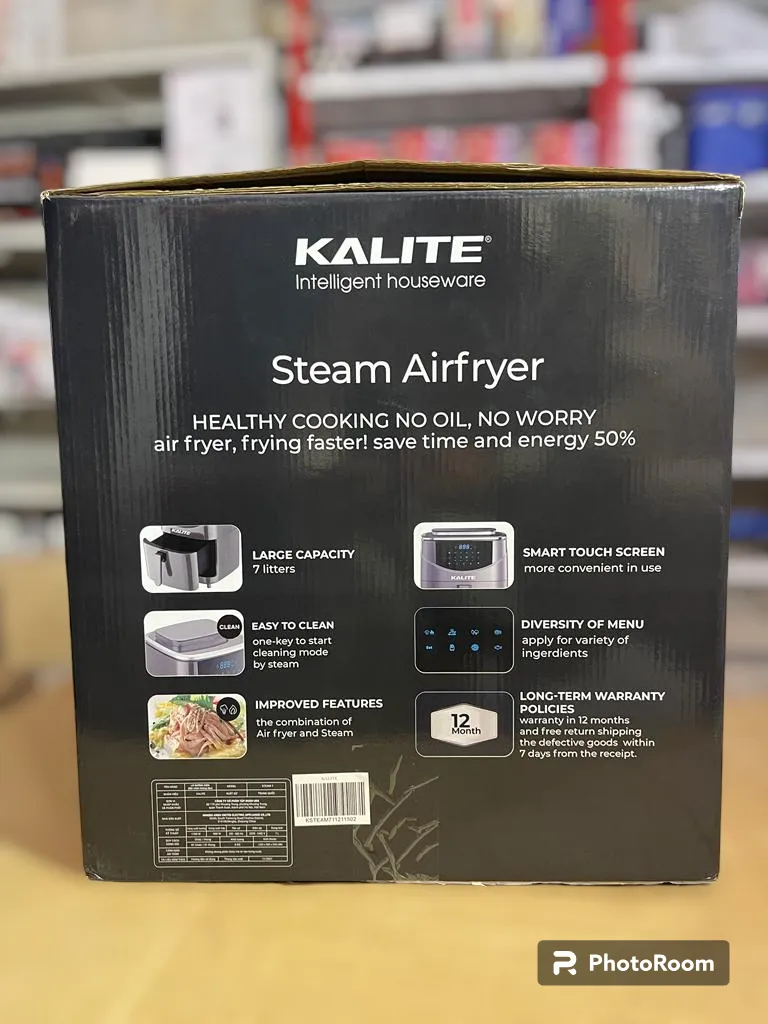 KALITE®
Intelligent houseware
Steam Airfryer
HEALTHY COOKING NO OIL, NO WORRY
air fryer, frying faster! save time and energy 50%
KALITE
LARGE CAPACITY
7 litters
CLEAN
EASY TO CLEAN
one-key to start
cleaning mode
by steam
IMPROVED FEATURES
the combination of
Air fryer and Steam
KALITE
SMART TOUCH SCREEN
more convenient in use
DIVERSITY OF MENU
apply for variety of
ingerdients
12
Month
LONG-TERM WARRANTY
POLICIES
warranty in 12 months
and free return shipping
the defective goods within
7 days from the receipt.
KALITE
KSTEAM711211502
PhotoRoom